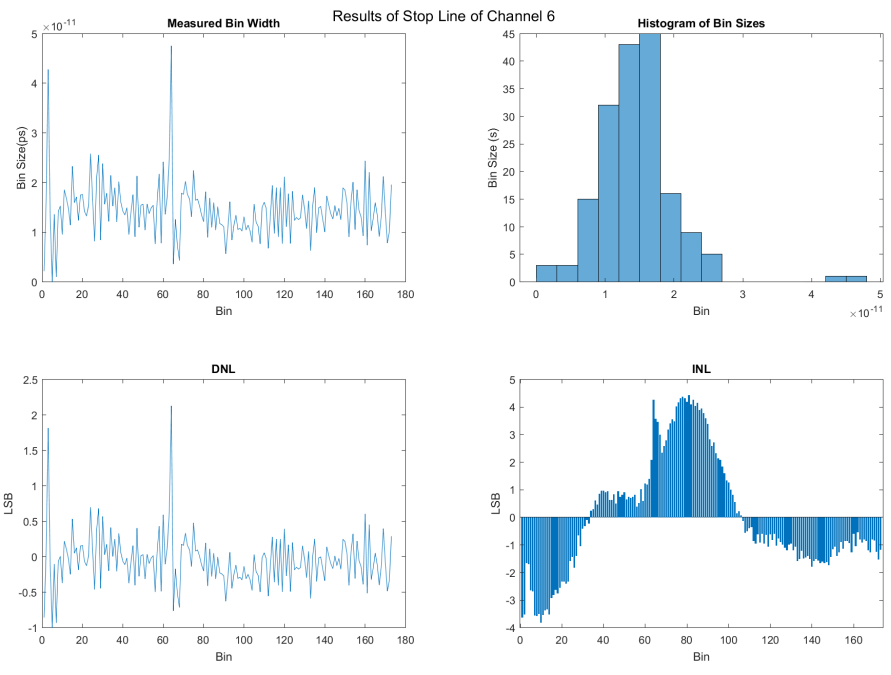 Results of Stop Line of Channel 6
Measured Bin Width
×10⁻¹¹
5
4
3
2
1
0
Bin Size(ps)
0 20 40 60 80 100 120 140 160 180
Bin
Histogram of Bin Sizes
45
40
35
30
25
20
15
10
5
0
Bin Size (s)
0 1 2 3 4 5
×10⁻¹¹
Bin
DNL
2.5
2
1.5
1
0.5
0
-0.5
-1
LSB
0 20 40 60 80 100 120 140 160 180
Bin
INL
5
4
3
2
1
0
-1
-2
-3
-4
LSB
0 20 40 60 80 100 120 140 160
Bin